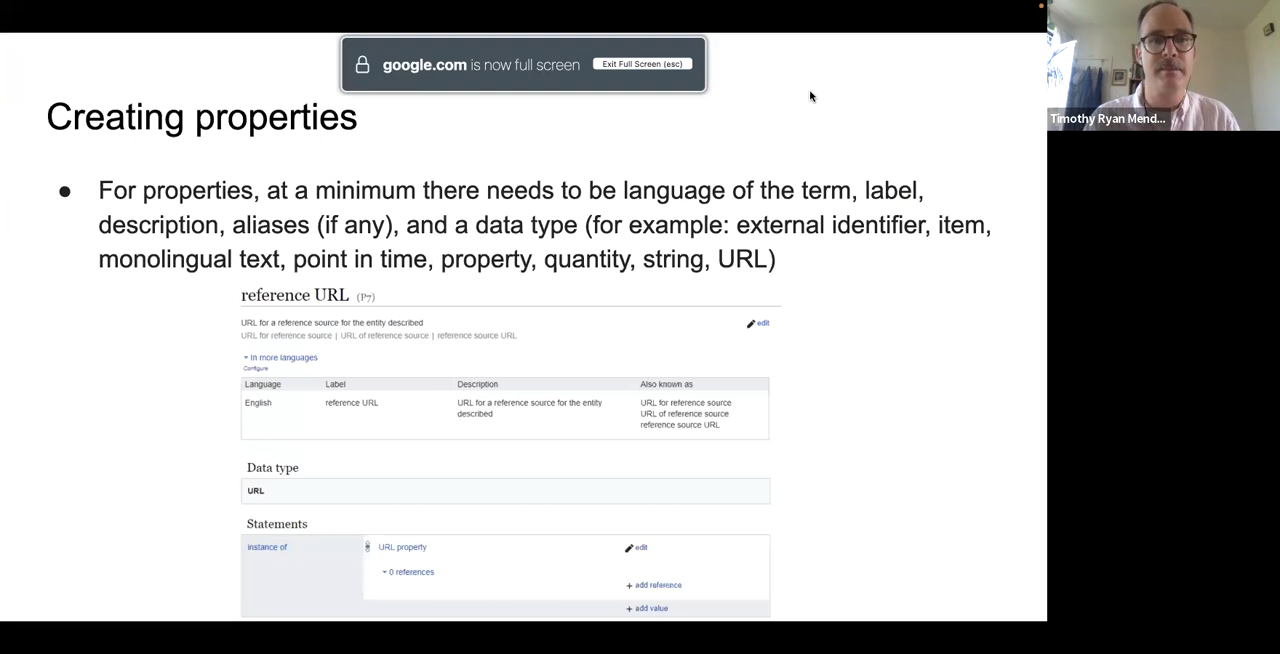 google.com is now full screen Exit Full Screen (esc)
Timothy Ryan Mend...
Creating properties
● For properties, at a minimum there needs to be language of the term, label,
description, aliases (if any), and a data type (for example: external identifier, item,
monolingual text, point in time, property, quantity, string, URL)
reference URL (P7)
URL for a reference source for the entity described edit
URL for reference source | URL of reference source | reference source URL
In more languages
Configure
Language Label Description Also known as
English reference URL URL for a reference source for the entity URL for reference source
described URL of reference source
reference source URL
Data type
URL
Statements
instance of URL property edit
0 references
+ add reference
+ add value